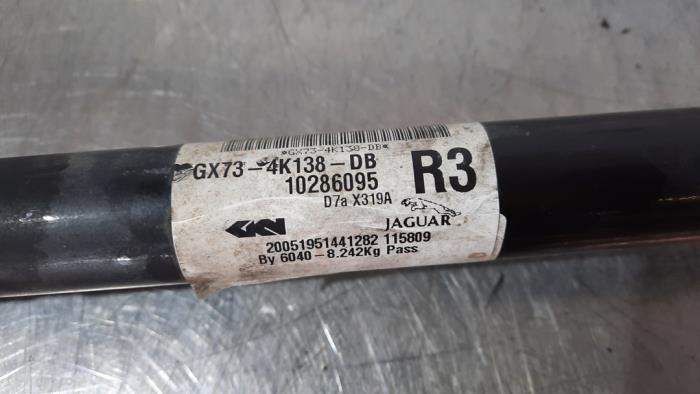 *GX73-4K138-DB*
GX73-4K138-DB
10286095
R3
D7a X319A
GKN
JAGUAR
20051951441282 115809
By 6040-8.242Kg Pass